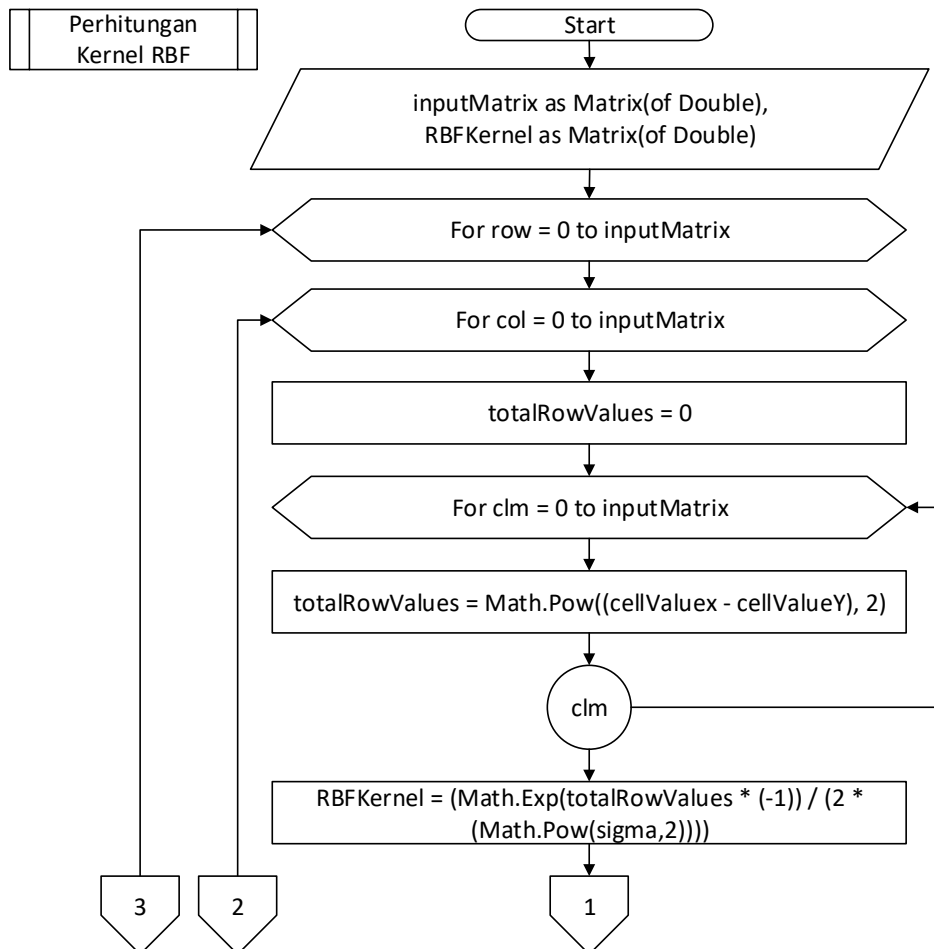 Perhitungan
Kernel RBF
Start
inputMatrix as Matrix(of Double),
RBFKernel as Matrix(of Double)
For row = 0 to inputMatrix
For col = 0 to inputMatrix
totalRowValues = 0
For clm = 0 to inputMatrix
totalRowValues = Math.Pow((cellValuex - cellValueY), 2)
clm
RBFKernel = (Math.Exp(totalRowValues * (-1)) / (2 *
(Math.Pow(sigma,2))))
3
2
1